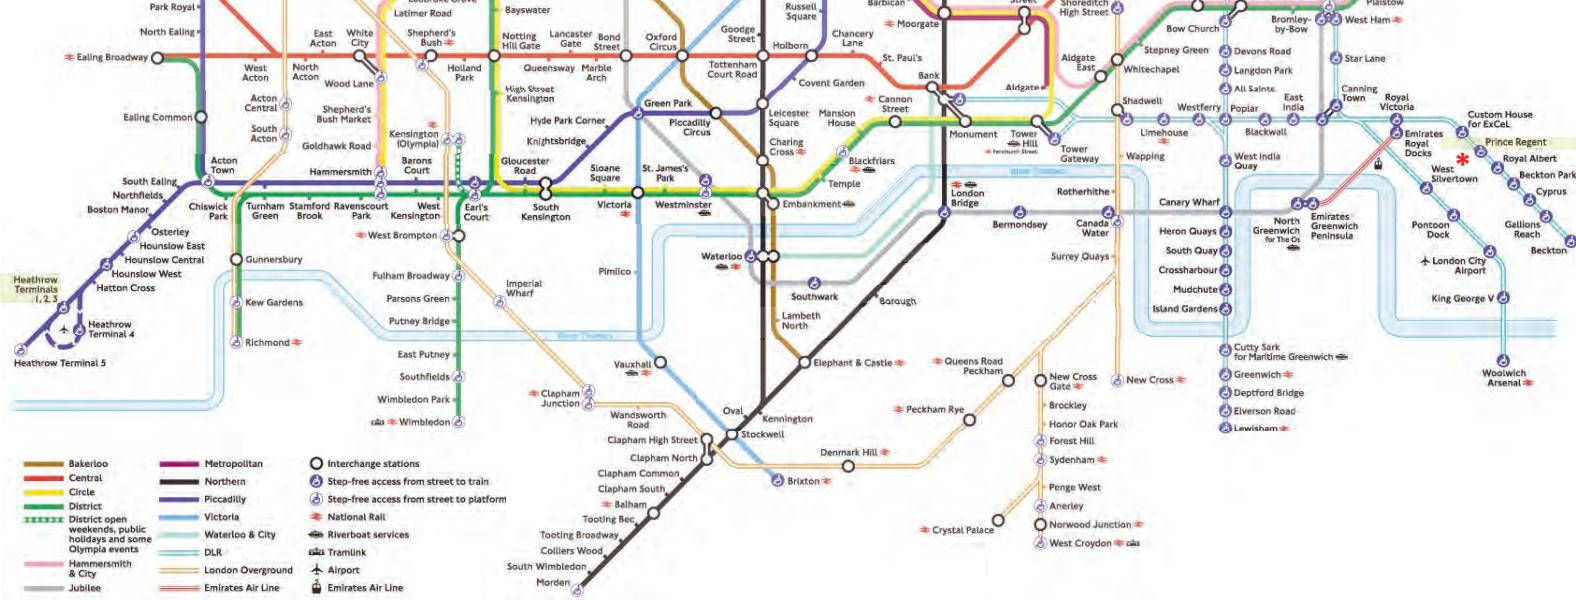 Park Royal
Latimer Road
Bayswater
Russell
Square
Barbican
Moorgate
Street
Shoreditch
High Street
Bow Church
Bromley-
by-Bow
West Ham
Plaistow
North Ealing
East
Acton
White
City
Shepherd's
Bush
Notting
Hill Gate
Lancaster
Gate
Bond
Street
Oxford
Circus
Goodge
Street
Holborn
Chancery
Lane
Stepney Green
Ealing Broadway
West
Acton
North
Acton
Wood Lane
Holland
Park
Queensway
Marble
Arch
Tottenham
Court Road
St. Paul's
Aldgate
East
Whitechapel
Devons Road
Star Lane
Langdon Park
Bank
Aldgate
All Saints
Covent Garden
High Street
Kensington
Acton
Central
Shepherd's
Bush Market
Green Park
Cannon
Street
Mansion
House
Shadwell
Westferry
Poplar
East
India
Canning
Town
Royal
Victoria
Custom House
for ExCeL
Ealing Common
South
Acton
Kensington
(Olympia)
Hyde Park Corner
Piccadilly
Circus
Leicester
Square
Monument
Tower
Hill
Fenchurch Street
Tower
Gateway
Limehouse
Blackwall
Emirates
Royal
Docks
Prince Regent
Goldhawk Road
Knightsbridge
Charing
Cross
Blackfriars
Wapping
West India
Quay
Royal Albert
Acton
Town
Hammersmith
Barons
Court
Gloucester
Road
Sloane
Square
St. James's
Park
Temple
River Thames
West
Silvertown
Beckton Park
South Ealing
Northfields
Boston Manor
Chiswick
Park
Turnham
Green
Stamford
Brook
Ravenscourt
Park
West
Kensington
Earl's
Court
South
Kensington
Victoria
Westminster
Embankment
London
Bridge
Rotherhithe
Canary Wharf
Cyprus
Osterley
Hounslow East
Hounslow Central
Hounslow West
Hatton Cross
West Brompton
Bermondsey
Canada
Water
Heron Quays
North
Greenwich
for The O2
Emirates
Greenwich
Peninsula
Pontoon
Dock
Gallions
Reach
Beckton
Gunnersbury
Waterloo
Surrey Quays
South Quay
Crossharbour
London City
Airport
Heathrow
Terminals
1, 2, 3
Fulham Broadway
Pimlico
Southwark
Parsons Green
Imperial
Wharf
Borough
Mudchute
King George V
Kew Gardens
Island Gardens
Heathrow
Terminal 4
Putney Bridge
Lambeth
North
River Thames
Richmond
Heathrow Terminal 5
East Putney
Vauxhall
Elephant & Castle
Queens Road
Peckham
New Cross
Gate
New Cross
Cutty Sark
for Maritime Greenwich
Greenwich
Woolwich
Arsenal
Southfields
Wimbledon Park
Clapham
Junction
Deptford Bridge
Brockley
Elverson Road
Wimbledon
Wandsworth
Road
Oval
Kennington
Peckham Rye
Honor Oak Park
Lewisham
Clapham High Street
Stockwell
Forest Hill
Clapham North
Denmark Hill
Sydenham
Clapham Common
Brixton
Clapham South
Penge West
Balham
Anerley
Tooting Bec
Crystal Palace
Norwood Junction
Tooting Broadway
West Croydon
Colliers Wood
South Wimbledon
Morden
Bakerloo
Central
Circle
District
District open
weekends, public
holidays and some
Olympia events
Hammersmith
& City
Jubilee
Metropolitan
Northern
Piccadilly
Victoria
Waterloo & City
DLR
London Overground
Emirates Air Line
Interchange stations
Step-free access from street to train
Step-free access from street to platform
National Rail
Riverboat services
Tramlink
Airport
Emirates Air Line